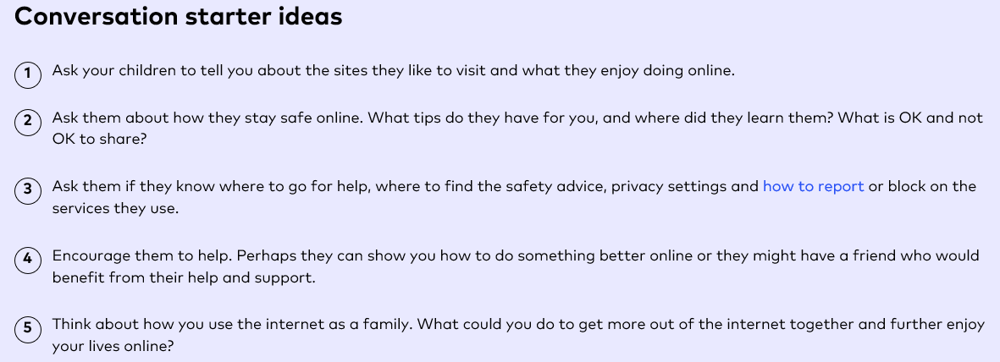 Conversation starter ideas
1 Ask your children to tell you about the sites they like to visit and what they enjoy doing online.
2 Ask them about how they stay safe online. What tips do they have for you, and where did they learn them? What is OK and not
OK to share?
3 Ask them if they know where to go for help, where to find the safety advice, privacy settings and how to report or block on the
services they use.
4 Encourage them to help. Perhaps they can show you how to do something better online or they might have a friend who would
benefit from their help and support.
5 Think about how you use the internet as a family. What could you do to get more out of the internet together and further enjoy
your lives online?